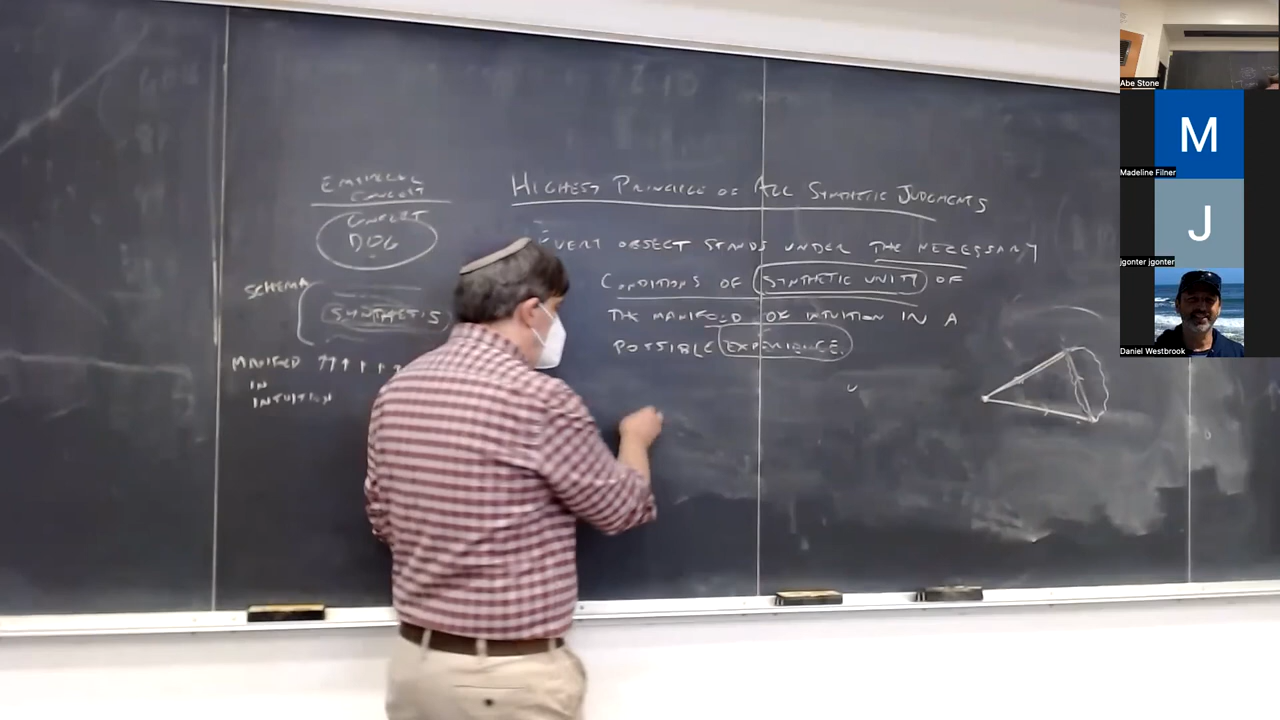 EMPIRICAL
CONCEPT
CONCEPT
DOG
SCHEMA
SYNTHESIS
MANIFOLD
IN
INTUITION
HIGHEST PRINCIPLE OF ALL SYNTHETIC JUDGMENTS
EVERY OBJECT STANDS UNDER THE NECESSARY
CONDITIONS OF SYNTHETIC UNITY OF
THE MANIFOLD OF INTUITION IN A
POSSIBLE EXPERIENCE.
Abe Stone
M
Madeline Filner
J
jgonter jgonter
Daniel Westbrook